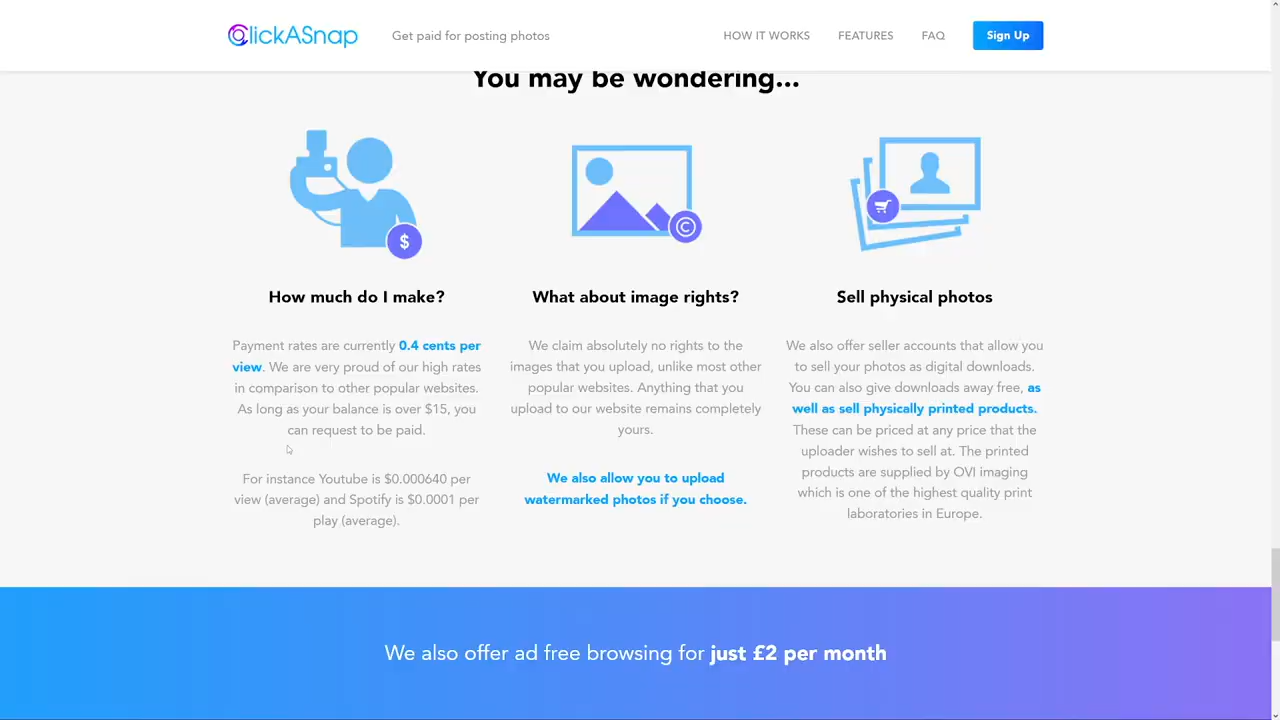 ClickASnap
Get paid for posting photos
HOW IT WORKS
FEATURES
FAQ
Sign Up
You may be wondering...
$
©
How much do I make?
Payment rates are currently 0.4 cents per
view. We are very proud of our high rates
in comparison to other popular websites.
As long as your balance is over $15, you
can request to be paid.
For instance Youtube is $0.000640 per
view (average) and Spotify is $0.0001 per
play (average).
What about image rights?
We claim absolutely no rights to the
images that you upload, unlike most other
popular websites. Anything that you
upload to our website remains completely
yours.
We also allow you to upload
watermarked photos if you choose.
Sell physical photos
We also offer seller accounts that allow you
to sell your photos as digital downloads.
You can also give downloads away free, as
well as sell physically printed products.
These can be priced at any price that the
uploader wishes to sell at. The printed
products are supplied by OVI imaging
which is one of the highest quality print
laboratories in Europe.
We also offer ad free browsing for just £2 per month